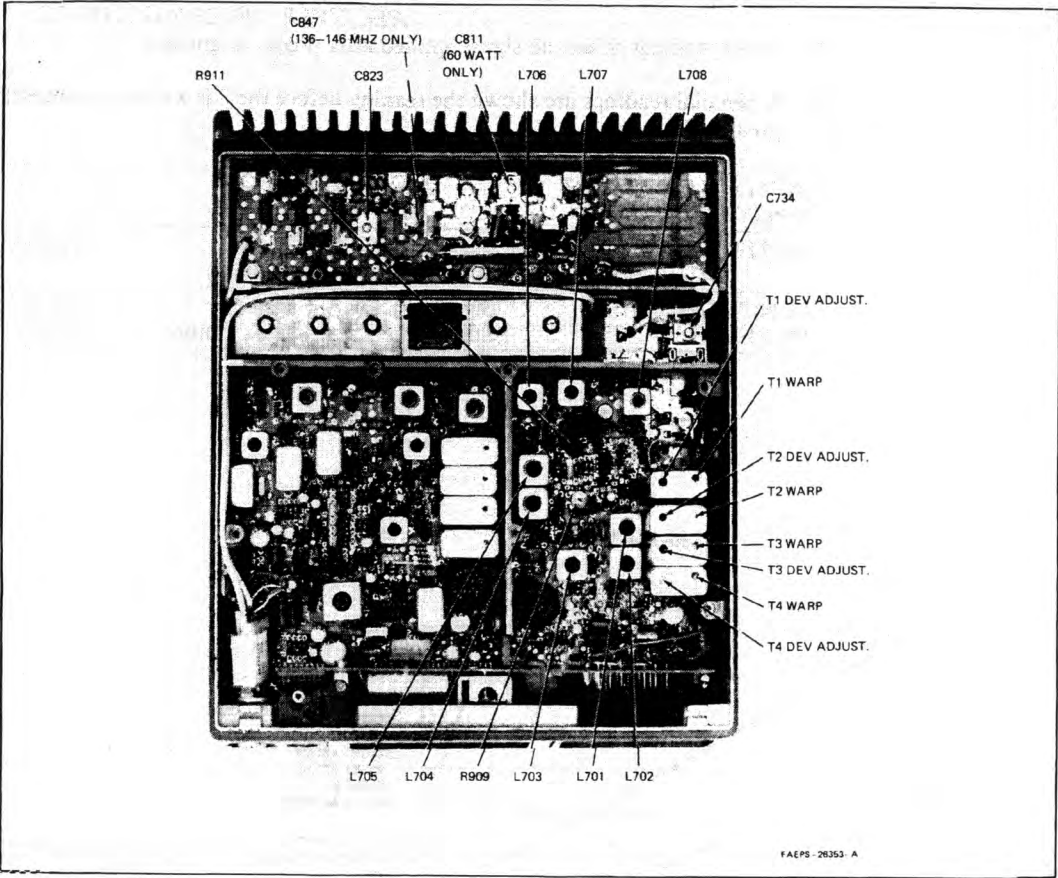 C847
(136–146 MHZ ONLY)
C811
(60 WATT
ONLY)
R911
C823
L706
L707
L708
C734
T1 DEV ADJUST.
T1 WARP
T2 DEV ADJUST.
T2 WARP
T3 WARP
T3 DEV ADJUST.
T4 WARP
T4 DEV ADJUST.
L705
L704
R909
L703
L701
L702
FAEPS-26353-A